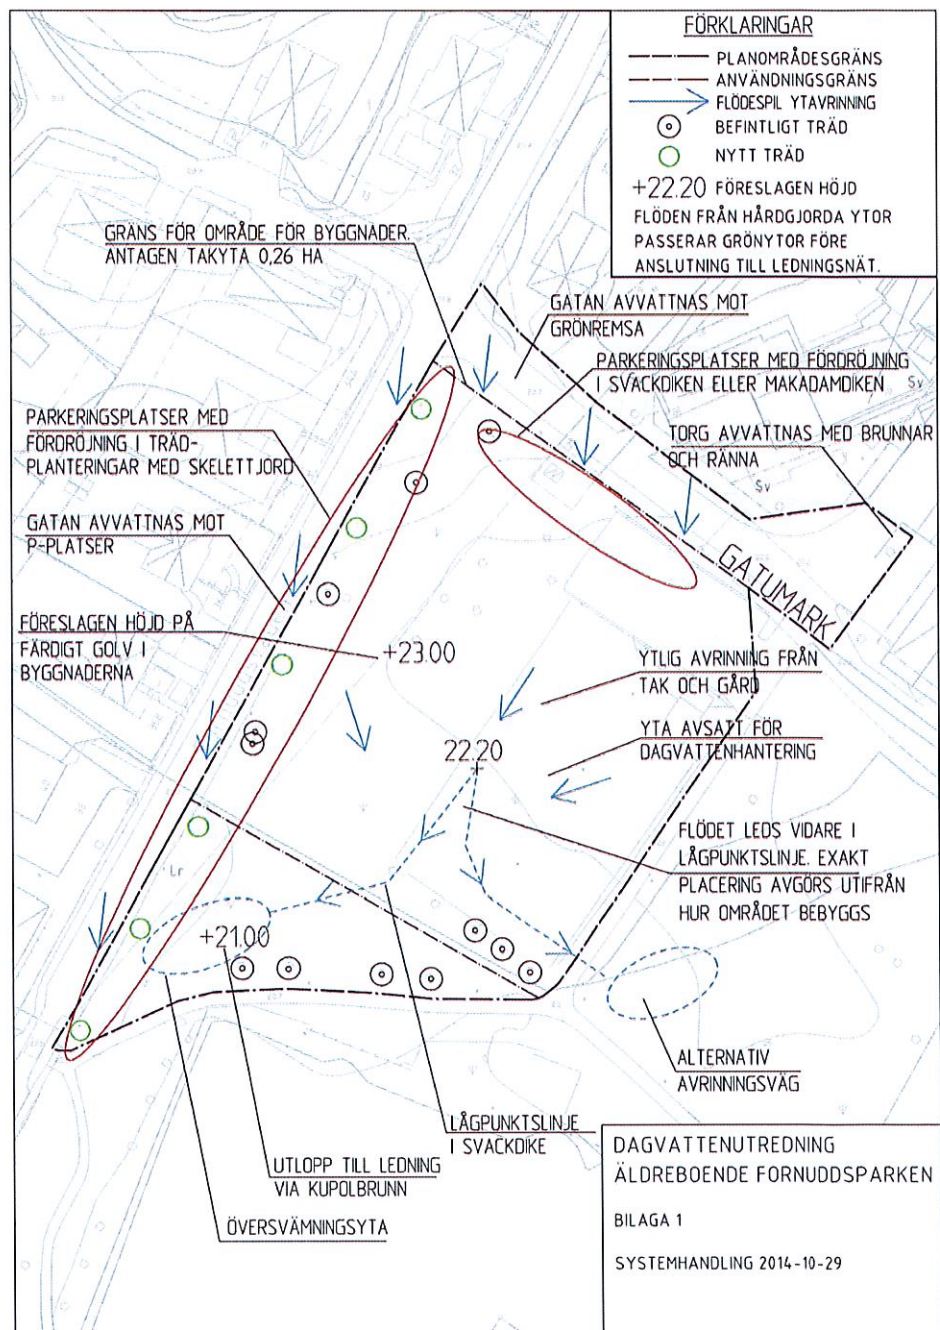 FÖRKLARINGAR
PLANOMRÅDESGRÄNS
ANVÄNDNINGSGRÄNS
FLÖDESPIL YTAVRINNING
BEFINTLIGT TRÄD
NYTT TRÄD
+22.20 FÖRESLAGEN HÖJD
FLÖDEN FRÅN HÅRDGJORDA YTOR
PASSERAR GRÖNYTOR FÖRE
ANSLUTNING TILL LEDNINGSNÄT.
GRÄNS FÖR OMRÅDE FÖR BYGGNADER.
ANTAGEN TAKYTA 0,26 HA
GATAN AVVATTNAS MOT
GRÖNREMSA
PARKERINGSPLATSER MED FÖRDRÖJNING
I SVACKDIKEN ELLER MAKADAMDIKEN
Sv
PARKERINGSPLATSER MED
FÖRDRÖJNING I TRÄD-
PLANTERINGAR MED SKELETTJORD
TORG AVVATTNAS MED BRUNNAR
OCH RÄNNA
Sv
GATAN AVVATTNAS MOT
P-PLATSER
GATUMARK
FÖRESLAGEN HÖJD PÅ
FÄRDIGT GOLV I
BYGGNADERNA
+23.00
YTLIG AVRINNING FRÅN
TAK OCH GÅRD
YTA AVSATT FÖR
DAGVATTENHANTERING
22.20
FLÖDET LEDS VIDARE I
LÅGPUNKTSLINJE. EXAKT
PLACERING AVGÖRS UTIFRÅN
HUR OMRÅDET BEBYGGS
Lr
+21.00
ALTERNATIV
AVRINNINGSVÄG
LÅGPUNKTSLINJE
I SVACKDIKE
UTLOPP TILL LEDNING
VIA KUPOLBRUNN
ÖVERSVÄMNINGSYTA
DAGVATTENUTREDNING
ÄLDREBOENDE FORNUDDSPARKEN
BILAGA 1
SYSTEMHANDLING 2014-10-29